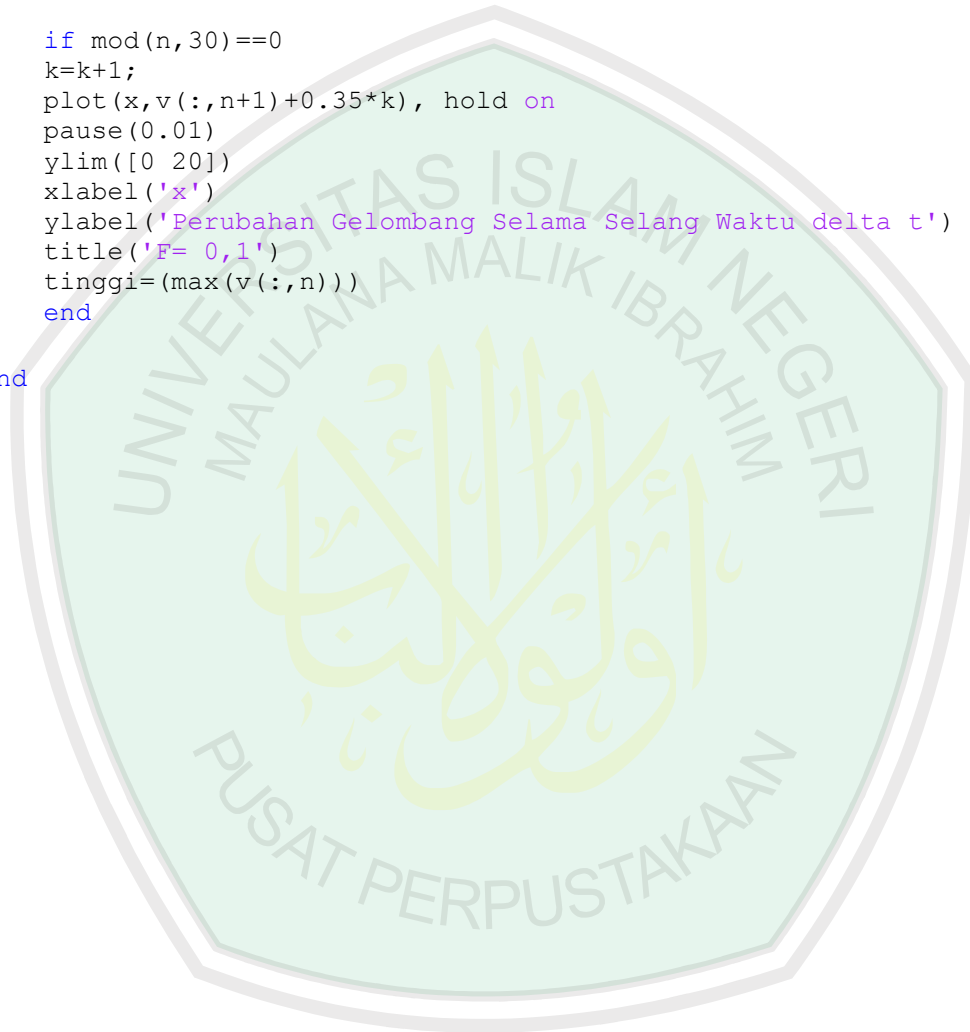 if mod(n,30)==0
k=k+1;
plot(x,v(:,n+1)+0.35*k), hold on
pause(0.01)
ylim([0 20])
xlabel('x')
ylabel('Perubahan Gelombang Selama Selang Waktu delta t')
title('F= 0,1')
tinggi=(max(v(:,n)))
end
nd
UNIVERSITAS ISLAM NEGERI
MAULANA MALIK IBRAHIM
أولو الألباب
PUSAT PERPUSTAKAAN